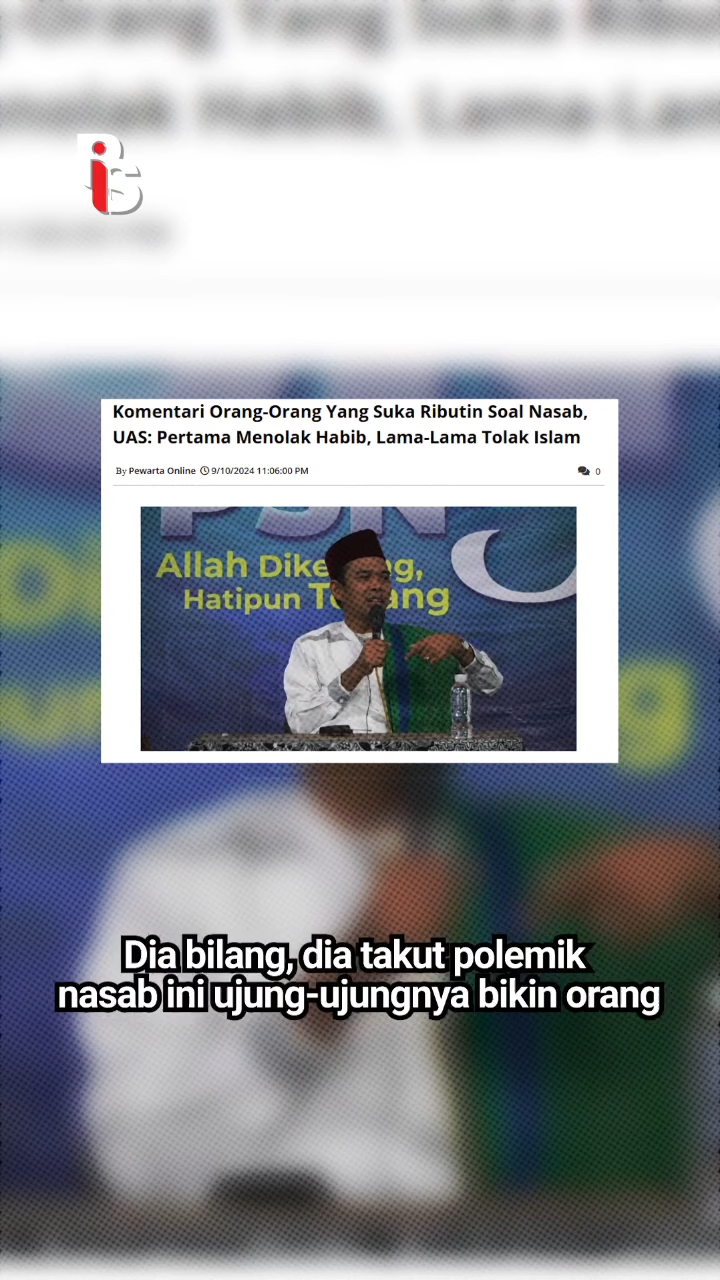 iS
Komentari Orang-Orang Yang Suka Ributin Soal Nasab,
UAS: Pertama Menolak Habib, Lama-Lama Tolak Islam
By Pewarta Online 9/10/2024 11:06:00 PM 0
Allah
Hatipun
Dia bilang, dia takut polemik
nasab ini ujung-ujungnya bikin orang